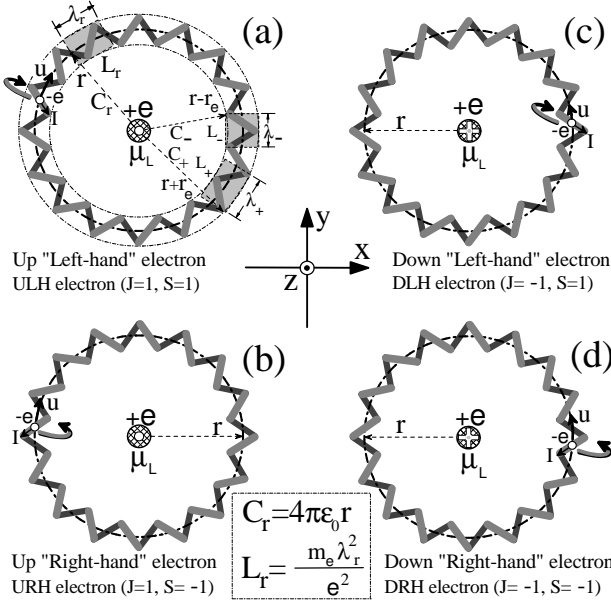 (a)
λr
Lr
r
Cr
u
-e
I
+e
μL
r-re
C-
L-
λ-
C+
L+
r+re
λ+
Up "Left-hand" electron
ULH electron (J=1, S=1)
(c)
+e
r
μL
u
-e
I
Down "Left-hand" electron
DLH electron (J= -1, S=1)
y
x
z
(b)
u
-e
I
+e
r
μL
Up "Right-hand" electron
URH electron (J=1, S= -1)
Cr=4πε0r
Lr= meλr²/e²
(d)
+e
r
μL
u
-e
I
Down "Right-hand" electron
DRH electron (J= -1, S= -1)